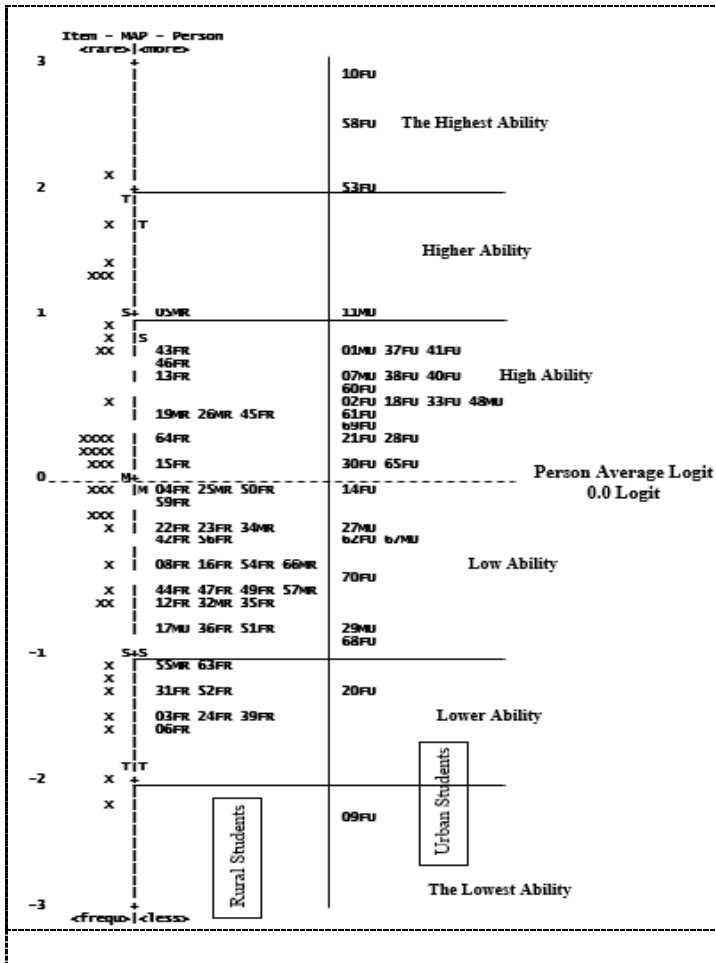 Item - MAP - Person
<rare>|<more>
3 +
10FU
58FU The Highest Ability
X
2 + 53FU
T
X T
Higher Ability
X
XXX
1 S+ 05MR 11MU
X
X S
XX 43FR 01MU 37FU 41FU
46FR
13FR 07MU 38FU 40FU High Ability
60FU
X 02FU 18FU 33FU 48MU
19MR 26MR 45FR 61FU
69FU
XXXX 64FR 21FU 28FU
XXXX
XXX 15FR 30FU 65FU
0 M+ Person Average Logit
0.0 Logit
XXX |M 04FR 25MR 50FR 14FU
59FR
XXX
X 22FR 23FR 34MR 27MU
42FR 56FR 62FU 67MU
X 08FR 16FR 54FR 66MR Low Ability
70FU
X 44FR 47FR 49FR 57MR
XX 12FR 32MR 35FR
17MU 36FR 51FR 29MU
68FU
-1 S+S
X 55MR 63FR
X
X 31FR 52FR 20FU
X 03FR 24FR 39FR Lower Ability
X 06FR
T|T
-2 X +
X
09FU
Rural Students
Urban Students
The Lowest Ability
-3 +
<frequ>|<less>